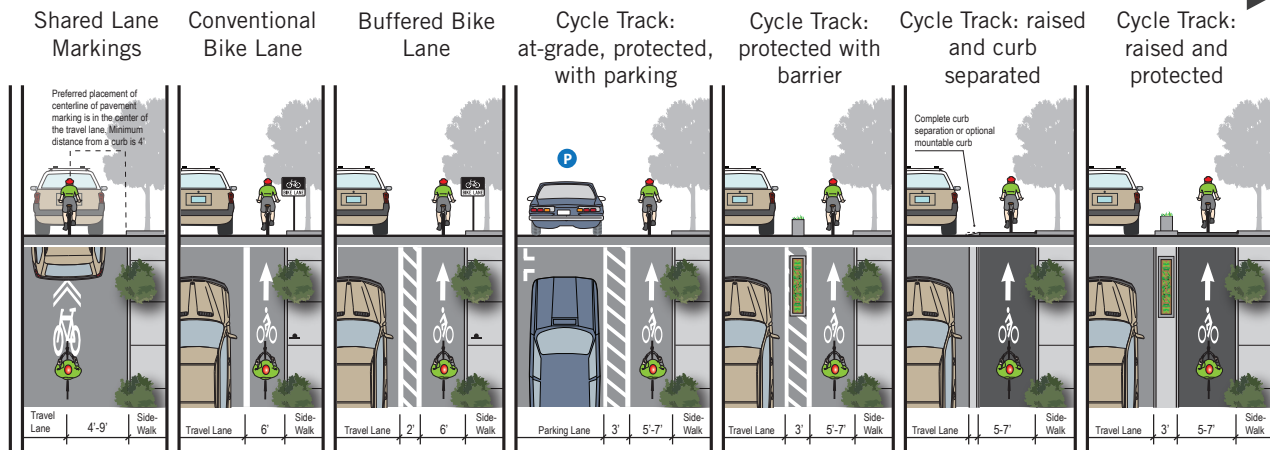 Shared Lane
Markings
Conventional
Bike Lane
Buffered Bike
Lane
Cycle Track:
at-grade, protected,
with parking
Cycle Track:
protected with
barrier
Cycle Track: raised
and curb
separated
Cycle Track:
raised and
protected
Preferred placement of
centerline of pavement
marking is in the center of
the travel lane. Minimum
distance from a curb is 4'
BIKE LANE
BIKE LANE
P
Complete curb
separation or optional
mountable curb
Travel
Lane
4'-9'
Side-
Walk
Travel Lane
6'
Side-
Walk
Travel Lane
2'
6'
Side-
Walk
Parking Lane
3'
5'-7'
Side-
Walk
Travel Lane
3'
5'-7'
Side-
Walk
Travel Lane
5-7'
Side-
Walk
Travel Lane
3'
5-7'
Side-
Walk